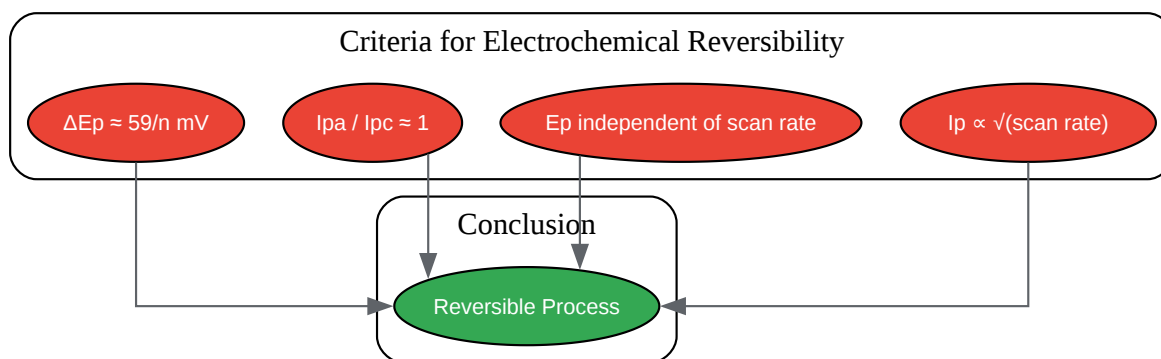 Criteria for Electrochemical Reversibility
ΔEp ≈ 59/n mV
Ipa / Ipc ≈ 1
Ep independent of scan rate
Ip ∝ √(scan rate)
Conclusion
Reversible Process